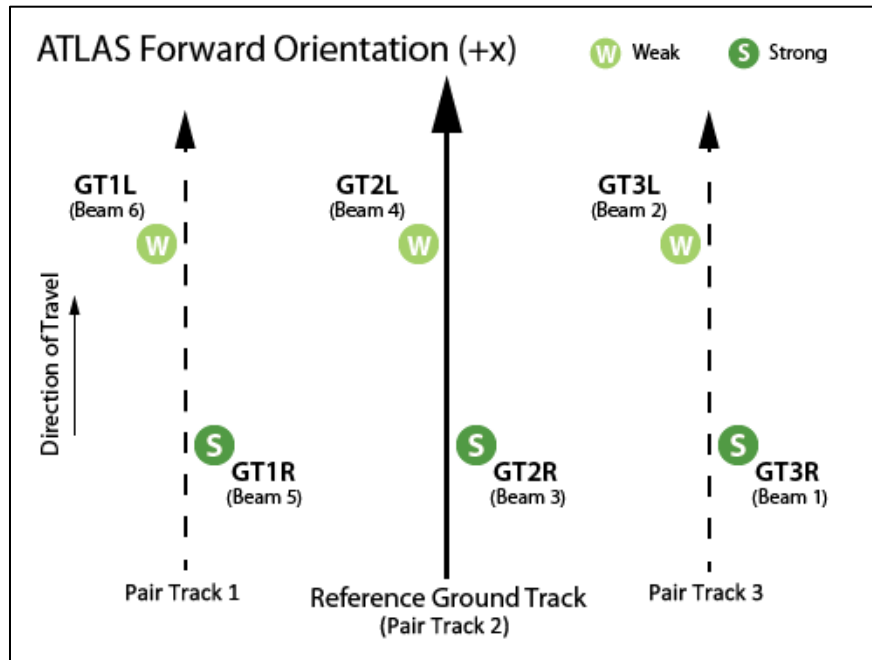 ATLAS Forward Orientation (+x)
W Weak
S Strong
GT1L
(Beam 6)
W
GT2L
(Beam 4)
W
GT3L
(Beam 2)
W
Direction of Travel
S
GT1R
(Beam 5)
S
GT2R
(Beam 3)
S
GT3R
(Beam 1)
Pair Track 1
Reference Ground Track
(Pair Track 2)
Pair Track 3